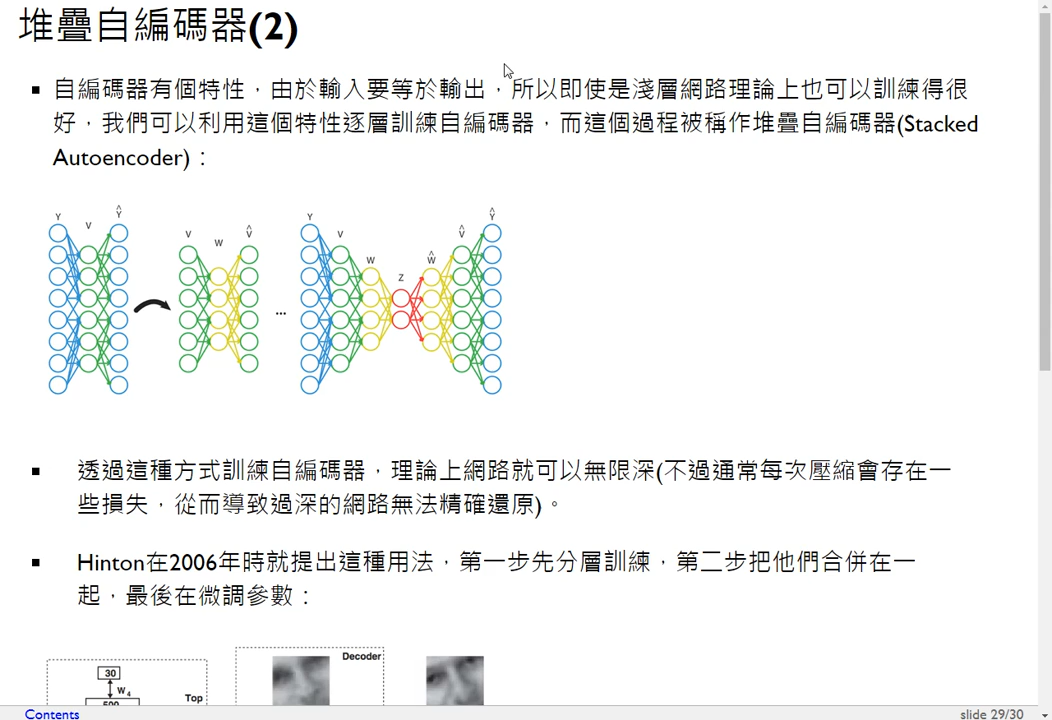 堆疊自編碼器(2)
▪ 自編碼器有個特性，由於輸入要等於輸出，所以即使是淺層網路理論上也可以訓練得很
好，我們可以利用這個特性逐層訓練自編碼器，而這個過程被稱作堆疊自編碼器(Stacked
Autoencoder)：
Y V Ŷ
V W V̂
...
Y V W Z Ŵ V̂ Ŷ
▪ 透過這種方式訓練自編碼器，理論上網路就可以無限深(不過通常每次壓縮會存在一
些損失，從而導致過深的網路無法精確還原)。
▪ Hinton在2006年時就提出這種用法，第一步先分層訓練，第二步把他們合併在一
起，最後在微調參數：
30
W4
500
Top
Decoder
Contents
slide 29/30